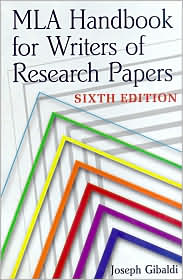 MLA Handbook
for Writers of
Research Papers
SIXTH EDITION
Joseph Gibaldi